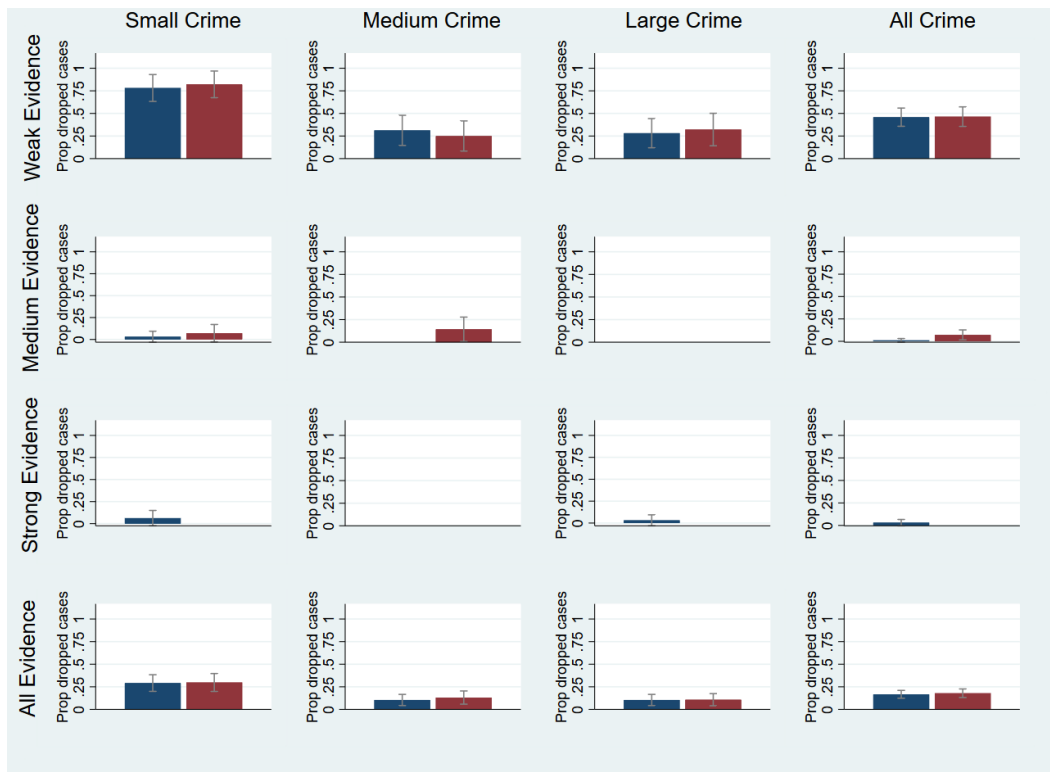 Small Crime Medium Crime Large Crime All Crime
Weak Evidence
Prop dropped cases
0 .25 .5 .75 1
Prop dropped cases
0 .25 .5 .75 1
Prop dropped cases
0 .25 .5 .75 1
Prop dropped cases
0 .25 .5 .75 1
Medium Evidence
Prop dropped cases
0 .25 .5 .75 1
Prop dropped cases
0 .25 .5 .75 1
Prop dropped cases
0 .25 .5 .75 1
Prop dropped cases
0 .25 .5 .75 1
Strong Evidence
Prop dropped cases
0 .25 .5 .75 1
Prop dropped cases
0 .25 .5 .75 1
Prop dropped cases
0 .25 .5 .75 1
Prop dropped cases
0 .25 .5 .75 1
All Evidence
Prop dropped cases
0 .25 .5 .75 1
Prop dropped cases
0 .25 .5 .75 1
Prop dropped cases
0 .25 .5 .75 1
Prop dropped cases
0 .25 .5 .75 1